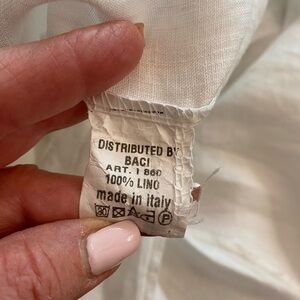 DISTRIBUTED BY
BACI
ART. 1 860
100% LINO
made in italy
P